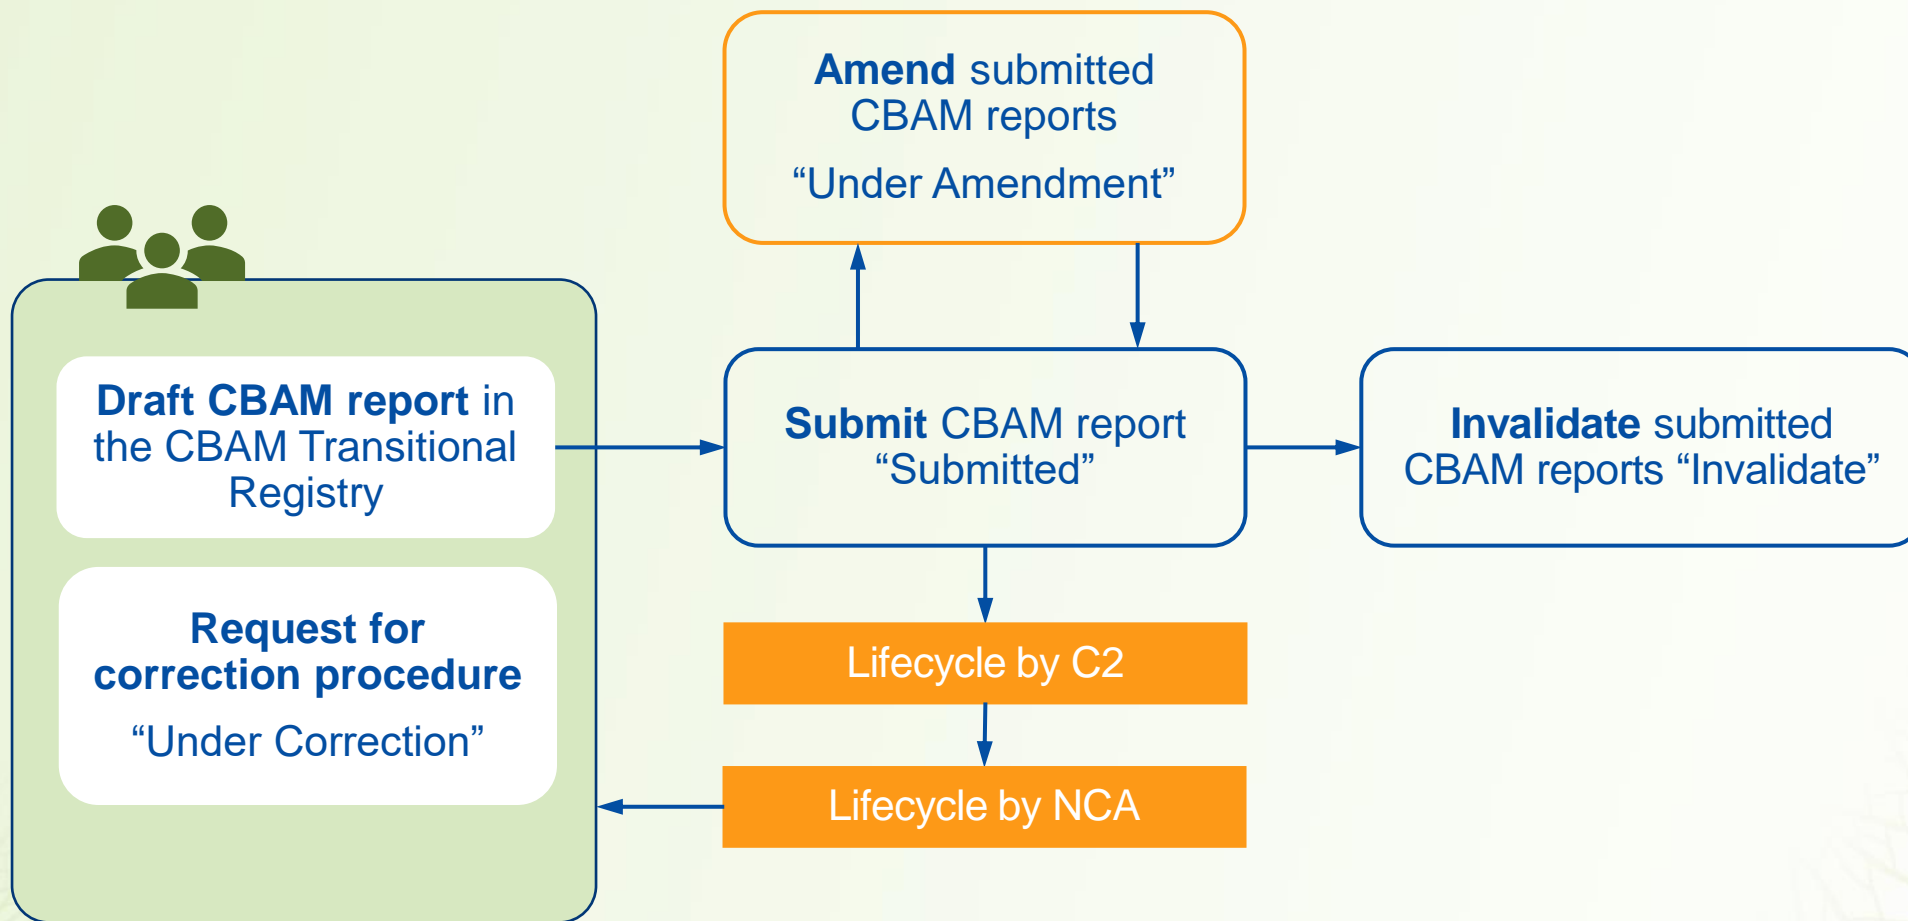 Amend submitted
CBAM reports
“Under Amendment”
Draft CBAM report in
the CBAM Transitional
Registry
Submit CBAM report
“Submitted”
Invalidate submitted
CBAM reports “Invalidate”
Request for
correction procedure
“Under Correction”
Lifecycle by C2
Lifecycle by NCA